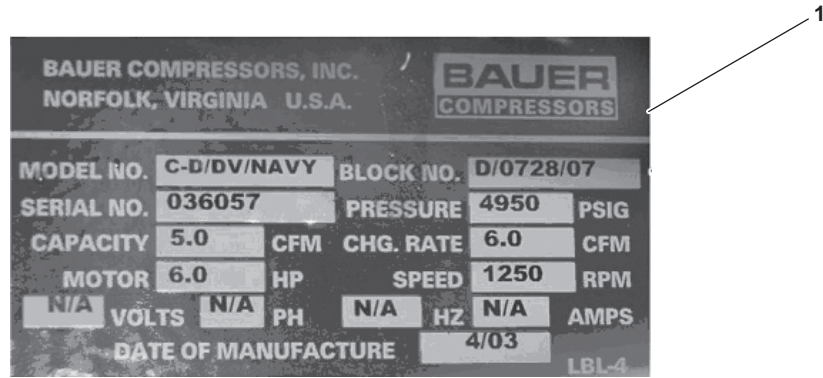 1
BAUER COMPRESSORS, INC.
NORFOLK, VIRGINIA U.S.A.
BAUER
COMPRESSORS
MODEL NO. C-D/DV/NAVY BLOCK NO. D/0728/07
SERIAL NO. 036057 PRESSURE 4950 PSIG
CAPACITY 5.0 CFM CHG. RATE 6.0 CFM
MOTOR 6.0 HP SPEED 1250 RPM
N/A VOLTS N/A PH N/A HZ N/A AMPS
DATE OF MANUFACTURE 4/03
LBL-4